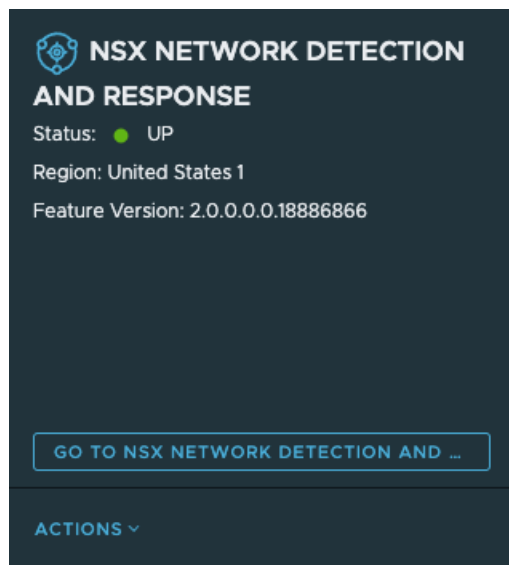 NSX NETWORK DETECTION
AND RESPONSE
Status: UP
Region: United States 1
Feature Version: 2.0.0.0.0.18886866
GO TO NSX NETWORK DETECTION AND ...
ACTIONS